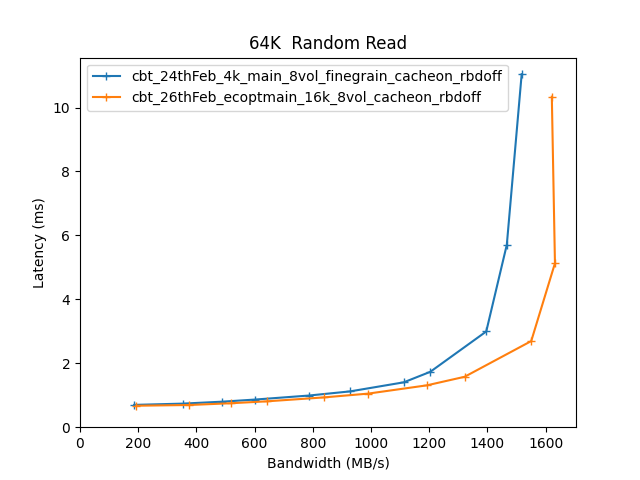 64K  Random Read
cbt_24thFeb_4k_main_8vol_finegrain_cacheon_rbdoff
cbt_26thFeb_ecoptmain_16k_8vol_cacheon_rbdoff
Latency (ms)
10
8
6
4
2
0
0 200 400 600 800 1000 1200 1400 1600
Bandwidth (MB/s)